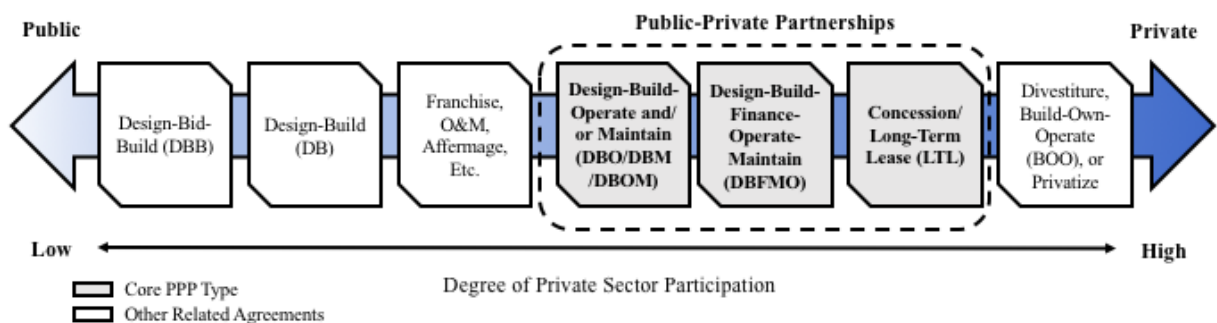 Public-Private Partnerships
Public
Private
Design-Bid-
Build (DBB)
Design-Build
(DB)
Franchise,
O&M,
Affermage,
Etc.
Design-Build-
Operate and/
or Maintain
(DBO/DBM
/DBOM)
Design-Build-
Finance-
Operate-
Maintain
(DBFMO)
Concession/
Long-Term
Lease (LTL)
Divestiture,
Build-Own-
Operate
(BOO), or
Privatize
Low
High
Degree of Private Sector Participation
Core PPP Type
Other Related Agreements